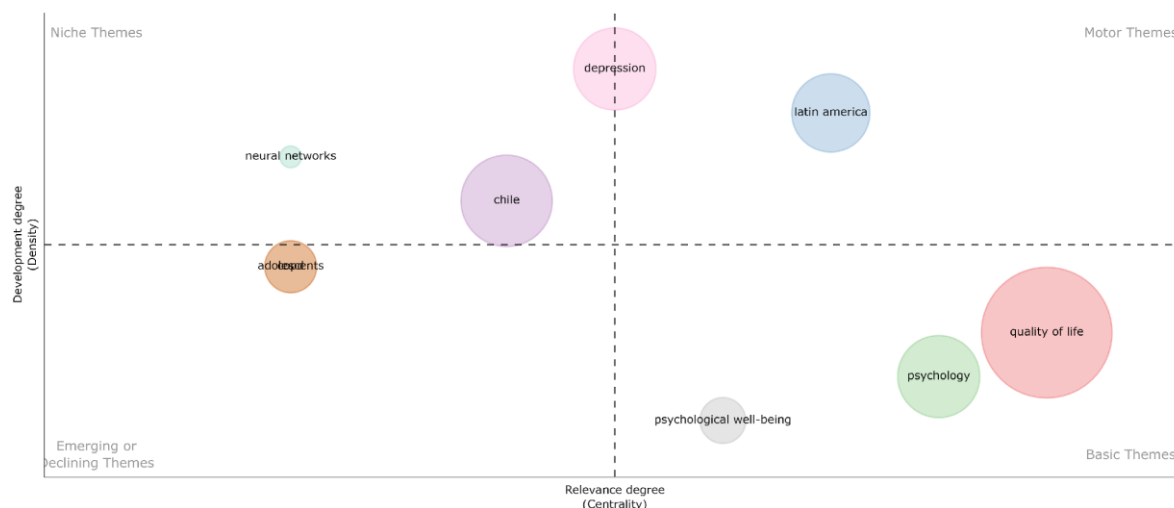 Niche Themes
Motor Themes
depression
latin america
neural networks
chile
Development degree
(Density)
adolescents
quality of life
psychology
psychological well-being
Emerging or
Declining Themes
Basic Themes
Relevance degree
(Centrality)